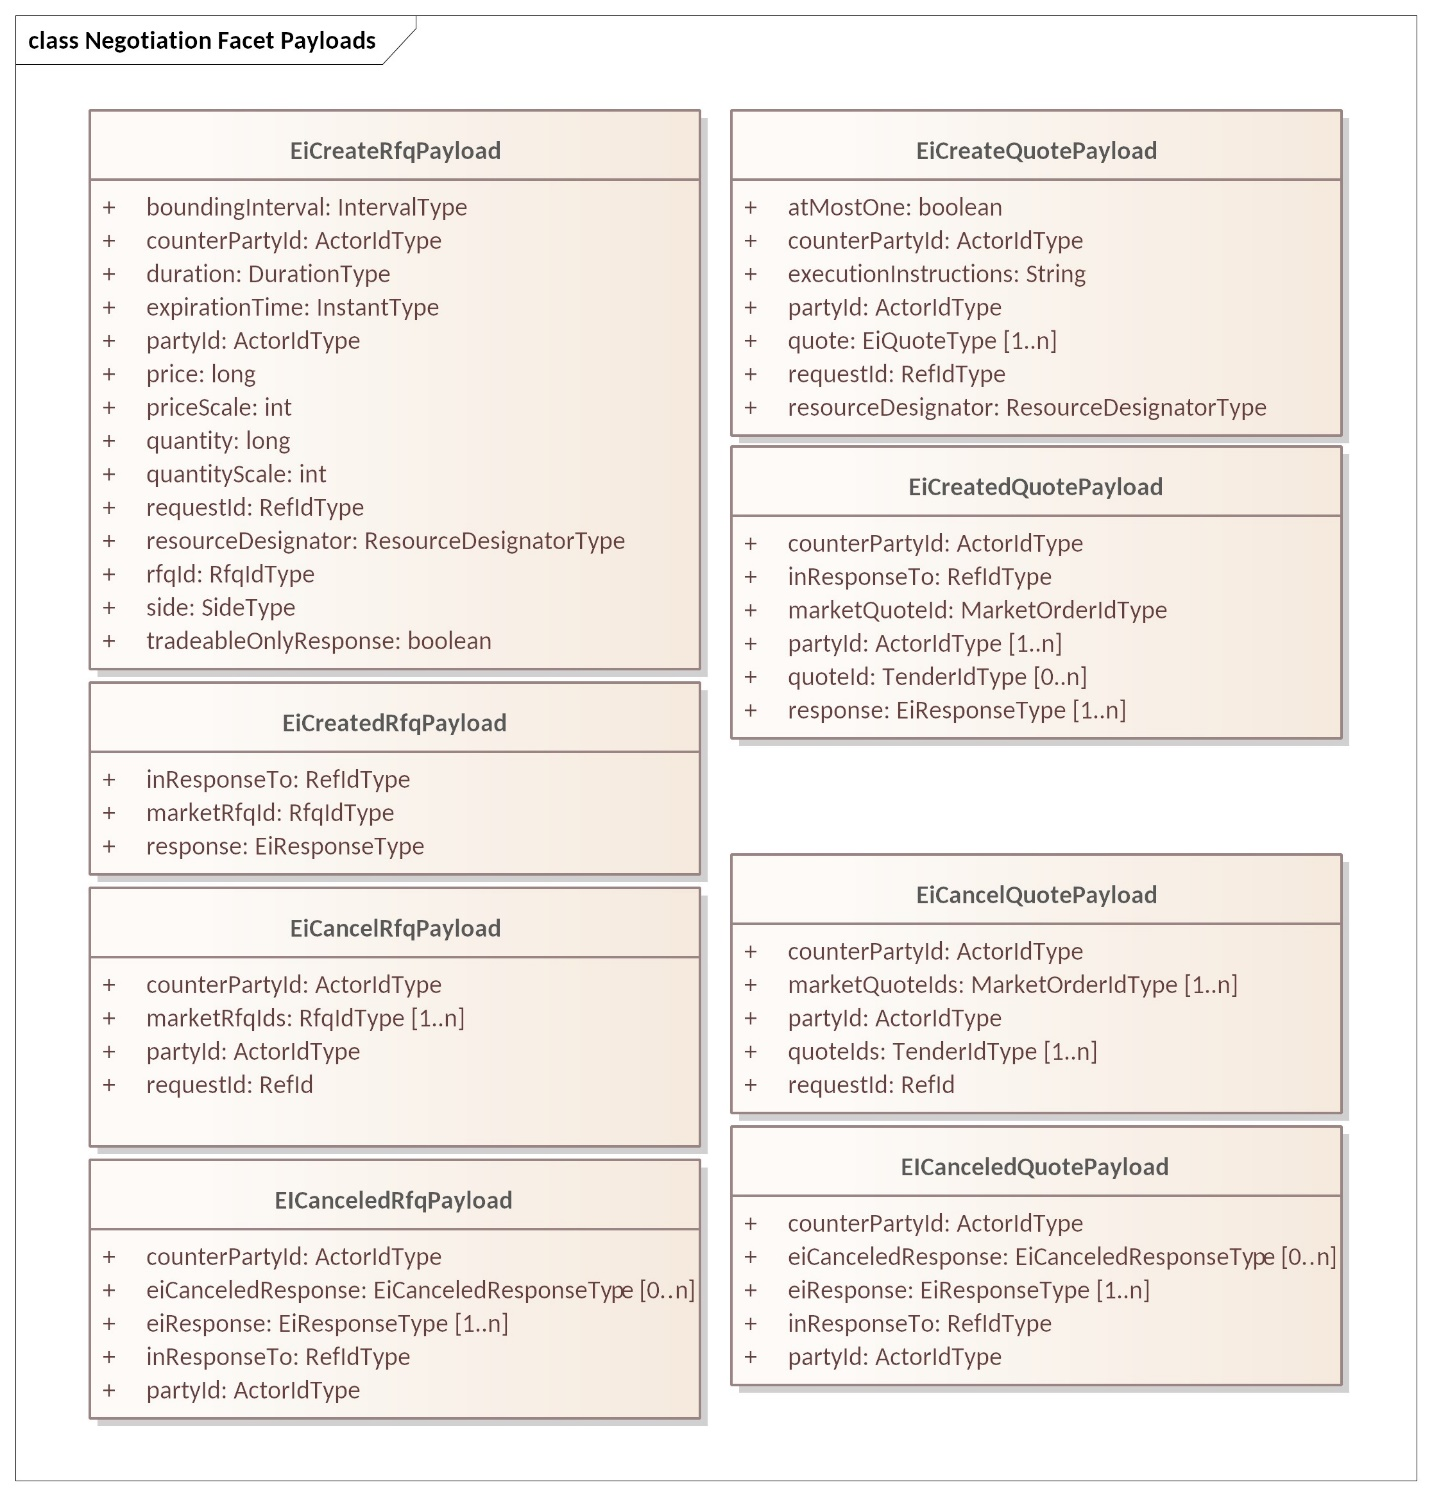 class Negotiation Facet Payloads
EiCreateRfqPayload
+ boundingInterval: IntervalType
+ counterPartyId: ActorIdType
+ duration: DurationType
+ expirationTime: InstantType
+ partyId: ActorIdType
+ price: long
+ priceScale: int
+ quantity: long
+ quantityScale: int
+ requestId: RefIdType
+ resourceDesignator: ResourceDesignatorType
+ rfqId: RfqIdType
+ side: SideType
+ tradeableOnlyResponse: boolean
EiCreatedRfqPayload
+ inResponseTo: RefIdType
+ marketRfqId: RfqIdType
+ response: EiResponseType
EiCancelRfqPayload
+ counterPartyId: ActorIdType
+ marketRfqIds: RfqIdType [1..n]
+ partyId: ActorIdType
+ requestId: RefId
EICanceledRfqPayload
+ counterPartyId: ActorIdType
+ eiCanceledResponse: EiCanceledResponseType [0..n]
+ eiResponse: EiResponseType [1..n]
+ inResponseTo: RefIdType
+ partyId: ActorIdType
EiCreateQuotePayload
+ atMostOne: boolean
+ counterPartyId: ActorIdType
+ executionInstructions: String
+ partyId: ActorIdType
+ quote: EiQuoteType [1..n]
+ requestId: RefIdType
+ resourceDesignator: ResourceDesignatorType
EiCreatedQuotePayload
+ counterPartyId: ActorIdType
+ inResponseTo: RefIdType
+ marketQuoteId: MarketOrderIdType
+ partyId: ActorIdType [1..n]
+ quoteId: TenderIdType [0..n]
+ response: EiResponseType [1..n]
EiCancelQuotePayload
+ counterPartyId: ActorIdType
+ marketQuoteIds: MarketOrderIdType [1..n]
+ partyId: ActorIdType
+ quoteIds: TenderIdType [1..n]
+ requestId: RefId
EICanceledQuotePayload
+ counterPartyId: ActorIdType
+ eiCanceledResponse: EiCanceledResponseType [0..n]
+ eiResponse: EiResponseType [1..n]
+ inResponseTo: RefIdType
+ partyId: ActorIdType